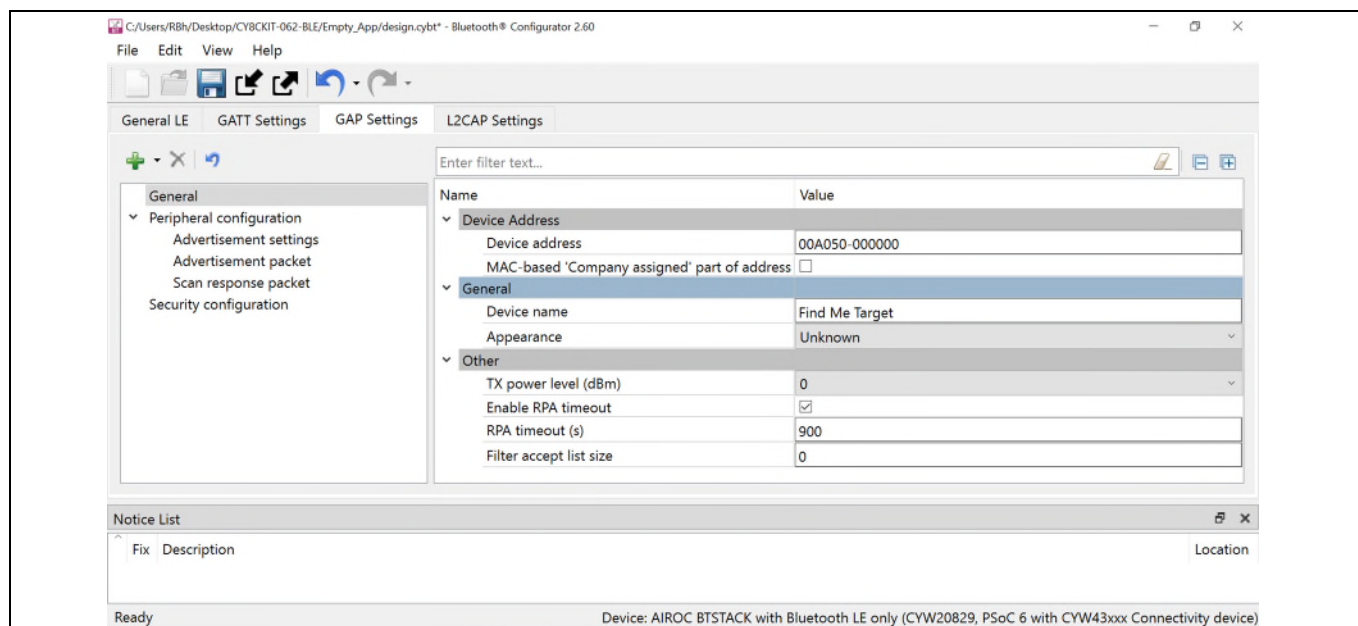 C:/Users/RBh/Desktop/CY8CKIT-062-BLE/Empty_App/design.cybt* - Bluetooth® Configurator 2.60
File Edit View Help
General LE GATT Settings GAP Settings L2CAP Settings
Enter filter text...
General
Peripheral configuration
Advertisement settings
Advertisement packet
Scan response packet
Security configuration
Name Value
Device Address
Device address 00A050-000000
MAC-based 'Company assigned' part of address
General
Device name Find Me Target
Appearance Unknown
Other
TX power level (dBm) 0
Enable RPA timeout
RPA timeout (s) 900
Filter accept list size 0
Notice List
Fix Description Location
Ready Device: AIROC BTSTACK with Bluetooth LE only (CYW20829, PSoC 6 with CYW43xxx Connectivity device)